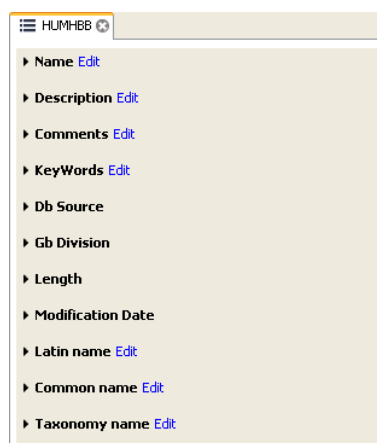 HUMHBB
Name Edit
Description Edit
Comments Edit
KeyWords Edit
Db Source
Gb Division
Length
Modification Date
Latin name Edit
Common name Edit
Taxonomy name Edit